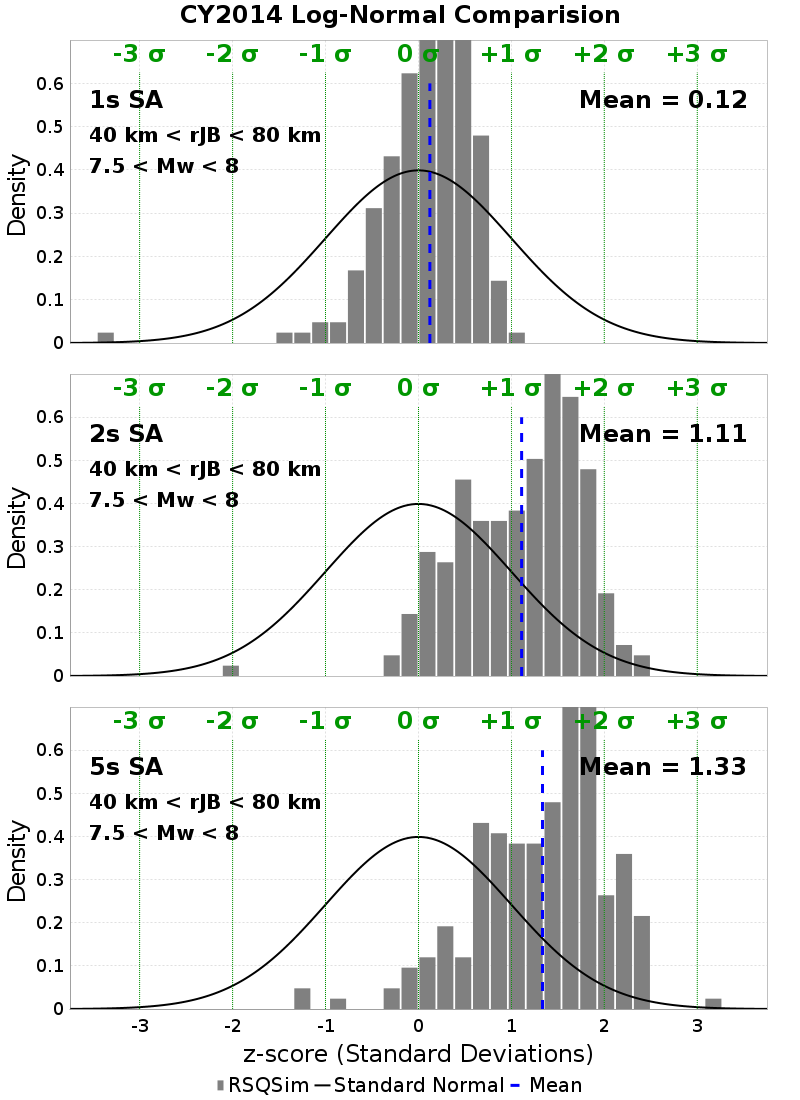 CY2014 Log-Normal Comparision
-3 σ -2 σ -1 σ 0 σ +1 σ +2 σ +3 σ
0.6
1s SA Mean = 0.12
0.5
40 km < rJB < 80 km
7.5 < Mw < 8
0.4
0.3
0.2
0.1
0
Density
-3 σ -2 σ -1 σ 0 σ +1 σ +2 σ +3 σ
0.6
2s SA Mean = 1.11
0.5
40 km < rJB < 80 km
7.5 < Mw < 8
0.4
0.3
0.2
0.1
0
Density
-3 σ -2 σ -1 σ 0 σ +1 σ +2 σ +3 σ
0.6
5s SA Mean = 1.33
0.5
40 km < rJB < 80 km
7.5 < Mw < 8
0.4
0.3
0.2
0.1
0
Density
-3 -2 -1 0 1 2 3
z-score (Standard Deviations)
RSQSim Standard Normal Mean